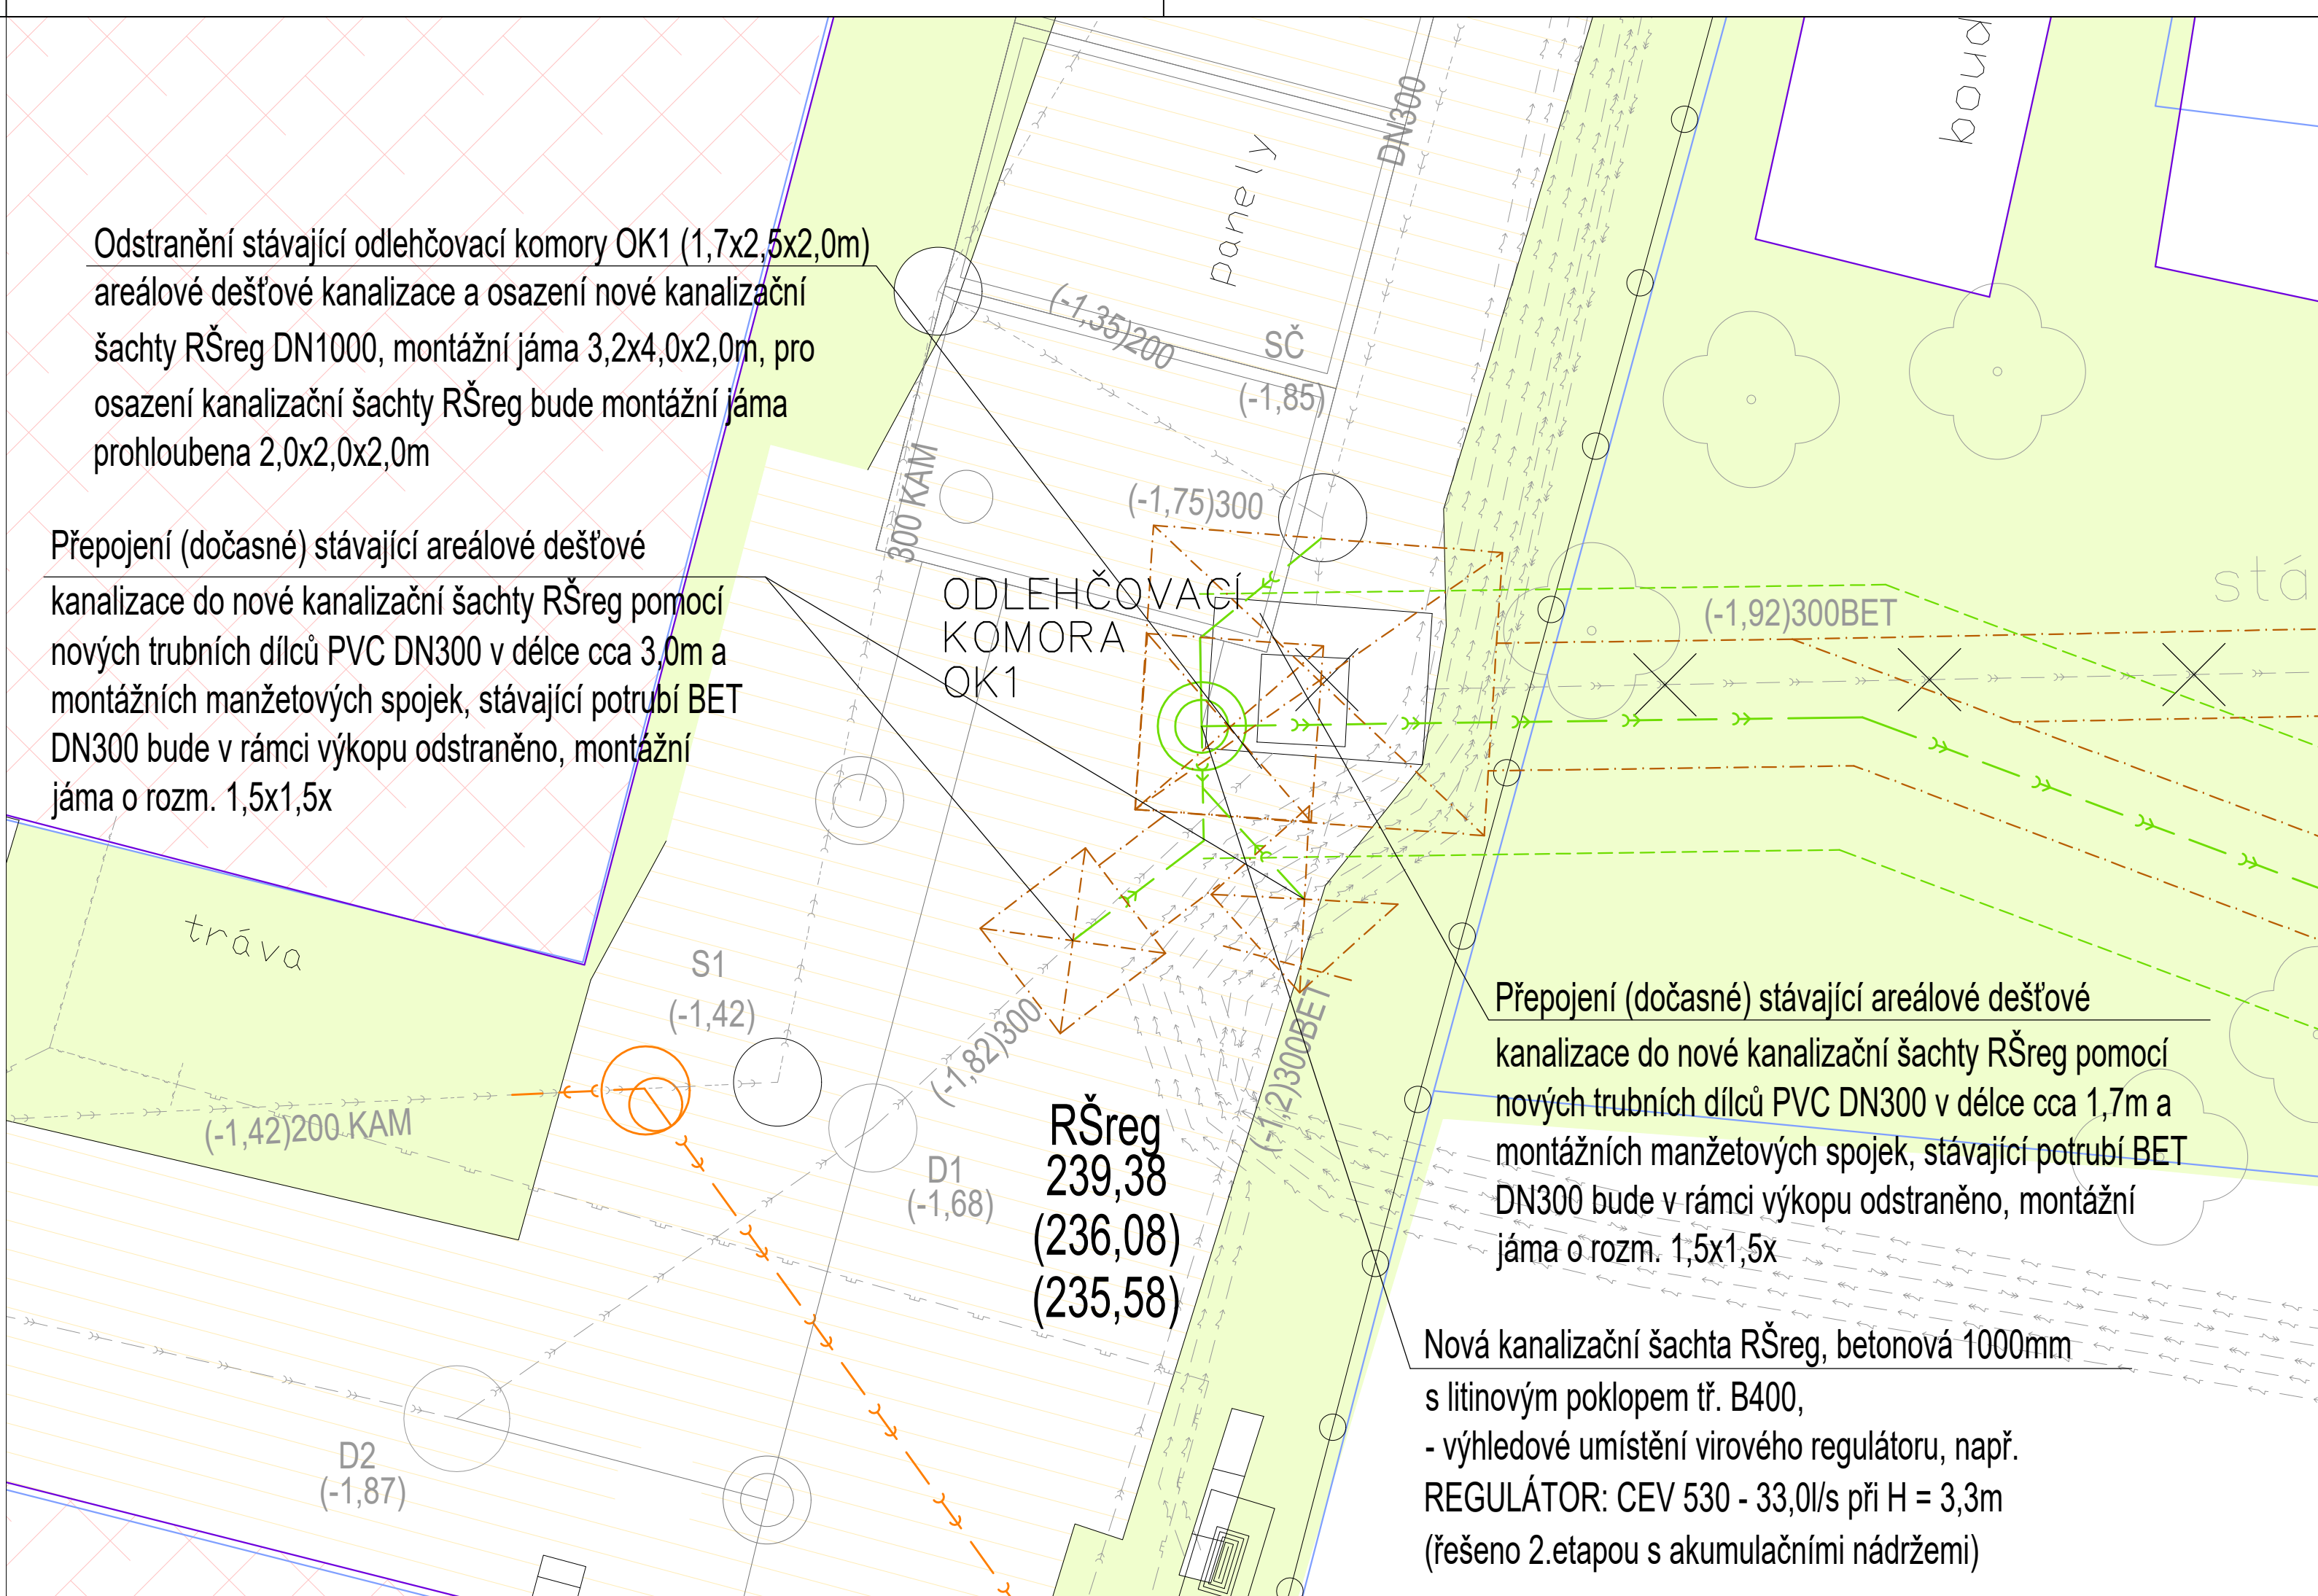 boud
DN300
panely
Odstranění stávající odlehčovací komory OK1 (1,7x2,5x2,0m)
areálové dešťové kanalizace a osazení nové kanalizační
šachty RŠreg DN1000, montážní jáma 3,2x4,0x2,0m, pro
osazení kanalizační šachty RŠreg bude montážní jáma
prohloubena 2,0x2,0x2,0m
(-1,35)200
SČ
(-1,85)
300 KAM
(-1,75)300
Přepojení (dočasné) stávající areálové dešťové
kanalizace do nové kanalizační šachty RŠreg pomocí
nových trubních dílců PVC DN300 v délce cca 3,0m a
montážních manžetových spojek, stávající potrubí BET
DN300 bude v rámci výkopu odstraněno, montážní
jáma o rozm. 1,5x1,5x
ODLEHČOVACÍ
KOMORA
OK1
stá
(-1,92)300BET
tráva
S1
(-1,42)
(-1,82)300
(-1,2)300BET
(-1,42)200 KAM
D1
(-1,68)
RŠreg
239,38
(236,08)
(235,58)
Přepojení (dočasné) stávající areálové dešťové
kanalizace do nové kanalizační šachty RŠreg pomocí
nových trubních dílců PVC DN300 v délce cca 1,7m a
montážních manžetových spojek, stávající potrubí BET
DN300 bude v rámci výkopu odstraněno, montážní
jáma o rozm. 1,5x1,5x
D2
(-1,87)
Nová kanalizační šachta RŠreg, betonová 1000mm
s litinovým poklopem tř. B400,
- výhledové umístění virového regulátoru, např.
REGULÁTOR: CEV 530 - 33,0l/s při H = 3,3m
(řešeno 2.etapou s akumulačními nádržemi)